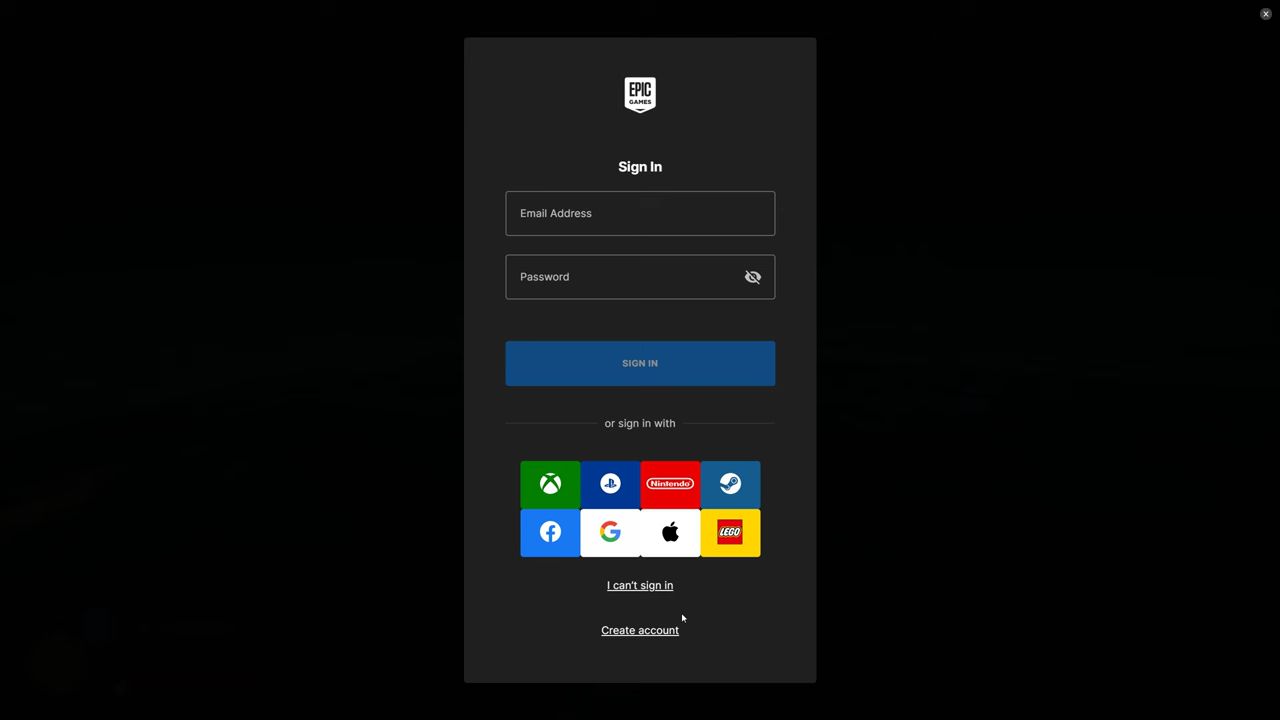 EPIC
GAMES
Sign In
Email Address
Password
SIGN IN
or sign in with
Nintendo
LEGO
I can't sign in
Create account